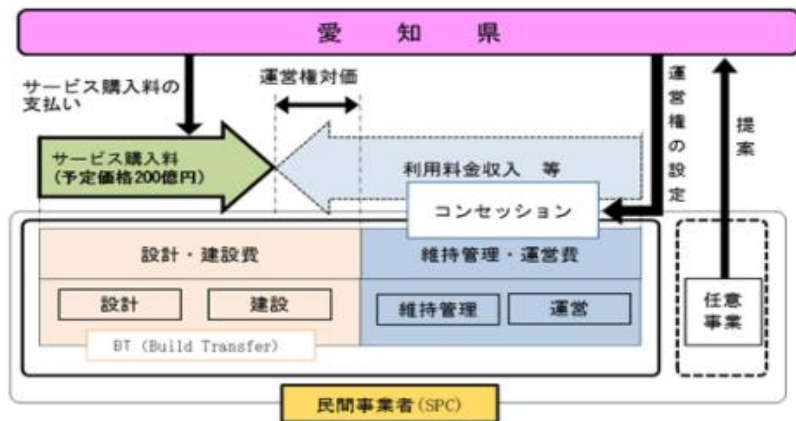 愛知県
サービス購入料の
支払い
運営権対価
運営権の設定
提案
サービス購入料
(予定価格200億円)
利用料金収入 等
コンセッション
設計・建設費
維持管理・運営費
設計
建設
維持管理
運営
任意
事業
BT (Build Transfer)
民間事業者(SPC)